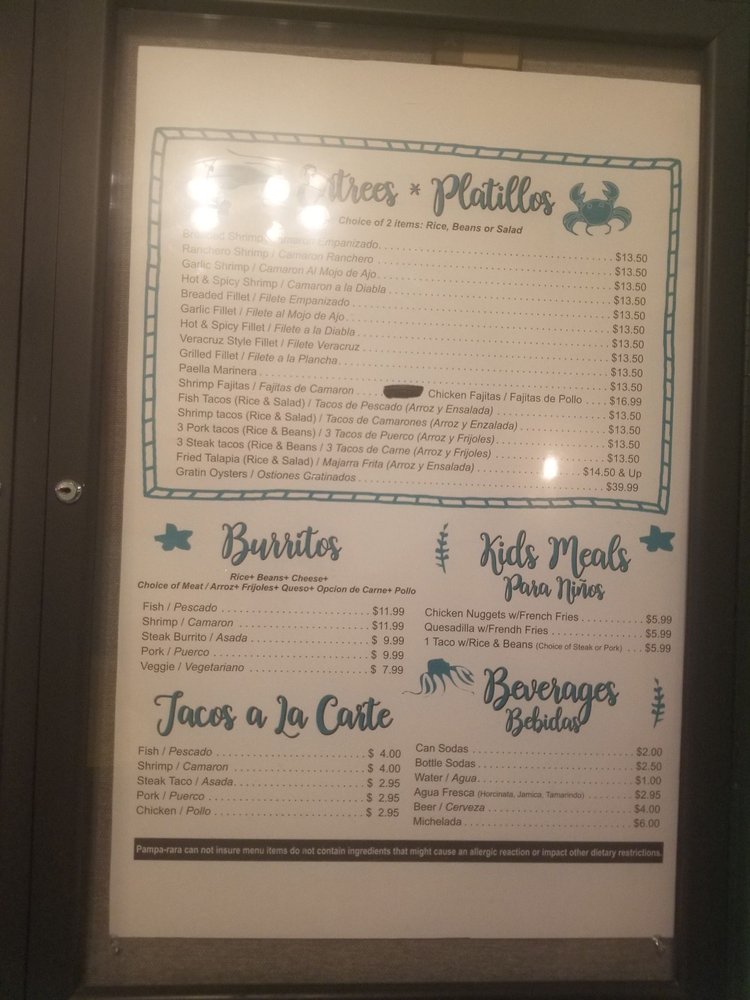 Entrees * Platillos
Choice of 2 items: Rice, Beans or Salad
Breaded Shrimp / Camaron Empanizado $13.50
Ranchero Shrimp / Camaron Ranchero $13.50
Garlic Shrimp / Camaron Al Mojo de Ajo $13.50
Hot & Spicy Shrimp / Camaron a la Diabla $13.50
Breaded Fillet / Filete Empanizado $13.50
Garlic Fillet / Filete al Mojo de Ajo $13.50
Hot & Spicy Fillet / Filete a la Diabla $13.50
Veracruz Style Fillet / Filete Veracruz $13.50
Grilled Fillet / Filete a la Plancha $13.50
Paella Marinera $13.50
Shrimp Fajitas / Fajitas de Camaron Chicken Fajitas / Fajitas de Pollo $16.99
Fish Tacos (Rice & Salad) / Tacos de Pescado (Arroz y Ensalada) $13.50
Shrimp tacos (Rice & Salad) / Tacos de Camarones (Arroz y Enzalada) $13.50
3 Pork tacos (Rice & Beans) / 3 Tacos de Puerco (Arroz y Frijoles) $13.50
3 Steak tacos (Rice & Beans / 3 Tacos de Carne (Arroz y Frijoles) $13.50
Fried Talapia (Rice & Salad) / Majarra Frita (Arroz y Ensalada) $14.50 & Up
Gratin Oysters / Ostiones Gratinados $39.99
Burritos
Rice+ Beans+ Cheese+
Choice of Meat / Arroz+ Frijoles+ Queso+ Opcion de Carne+ Pollo
Fish / Pescado $11.99
Shrimp / Camaron $11.99
Steak Burrito / Asada $ 9.99
Pork / Puerco $ 9.99
Veggie / Vegetariano $ 7.99
Kids Meals
Para Niños
Chicken Nuggets w/French Fries $5.99
Quesadilla w/Frendh Fries $5.99
1 Taco w/Rice & Beans (Choice of Steak or Pork) $5.99
Tacos a La Carte
Fish / Pescado $ 4.00
Shrimp / Camaron $ 4.00
Steak Taco / Asada $ 2.95
Pork / Puerco $ 2.95
Chicken / Pollo $ 2.95
Beverages
Bebidas
Can Sodas $2.00
Bottle Sodas $2.50
Water / Agua $1.00
Agua Fresca (Horcinata, Jamica, Tamarindo) $2.95
Beer / Cerveza $4.00
Michelada $6.00
Pampa-rara can not insure menu items do not contain ingredients that might cause an allergic reaction or impact other dietary restrictions.